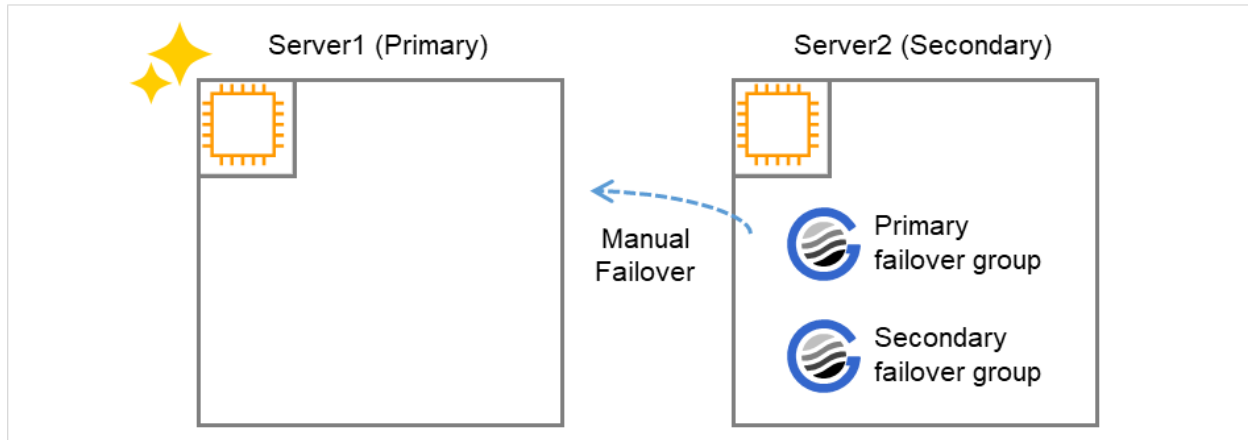 Server1 (Primary)
Server2 (Secondary)
Manual
Failover
Primary
failover group
Secondary
failover group